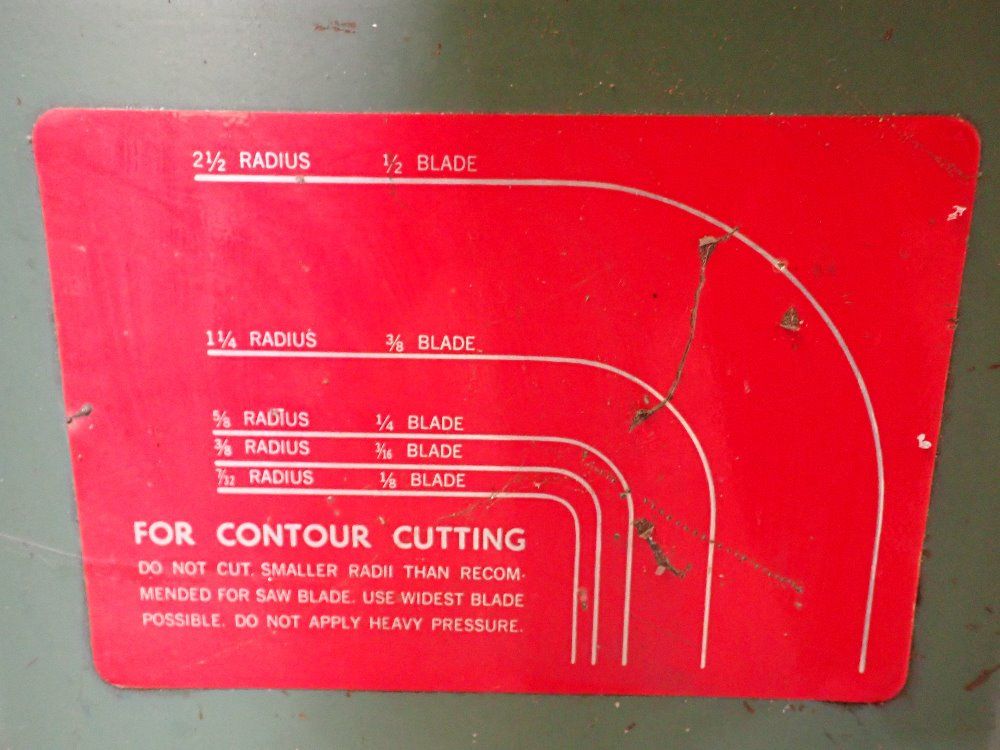 2½ RADIUS ½ BLADE
1¼ RADIUS ⅜ BLADE
⅝ RADIUS ¼ BLADE
⅜ RADIUS 3/16 BLADE
7/32 RADIUS ⅛ BLADE
FOR CONTOUR CUTTING
DO NOT CUT SMALLER RADII THAN RECOM-
MENDED FOR SAW BLADE. USE WIDEST BLADE
POSSIBLE. DO NOT APPLY HEAVY PRESSURE.